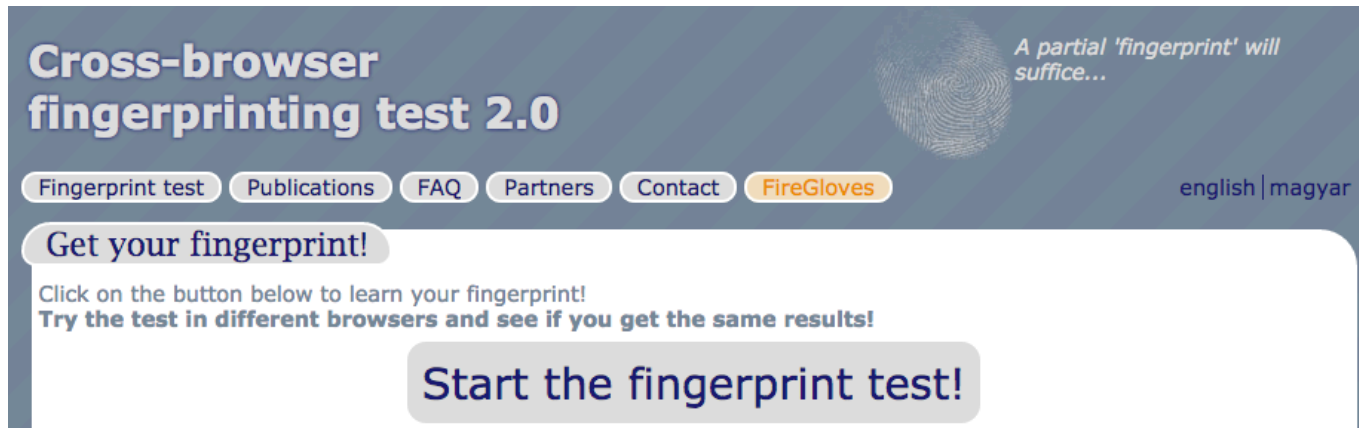 Cross-browser
fingerprinting test 2.0
A partial 'fingerprint' will
suffice...
Fingerprint test Publications FAQ Partners Contact FireGloves english magyar
Get your fingerprint!
Click on the button below to learn your fingerprint!
Try the test in different browsers and see if you get the same results!
Start the fingerprint test!